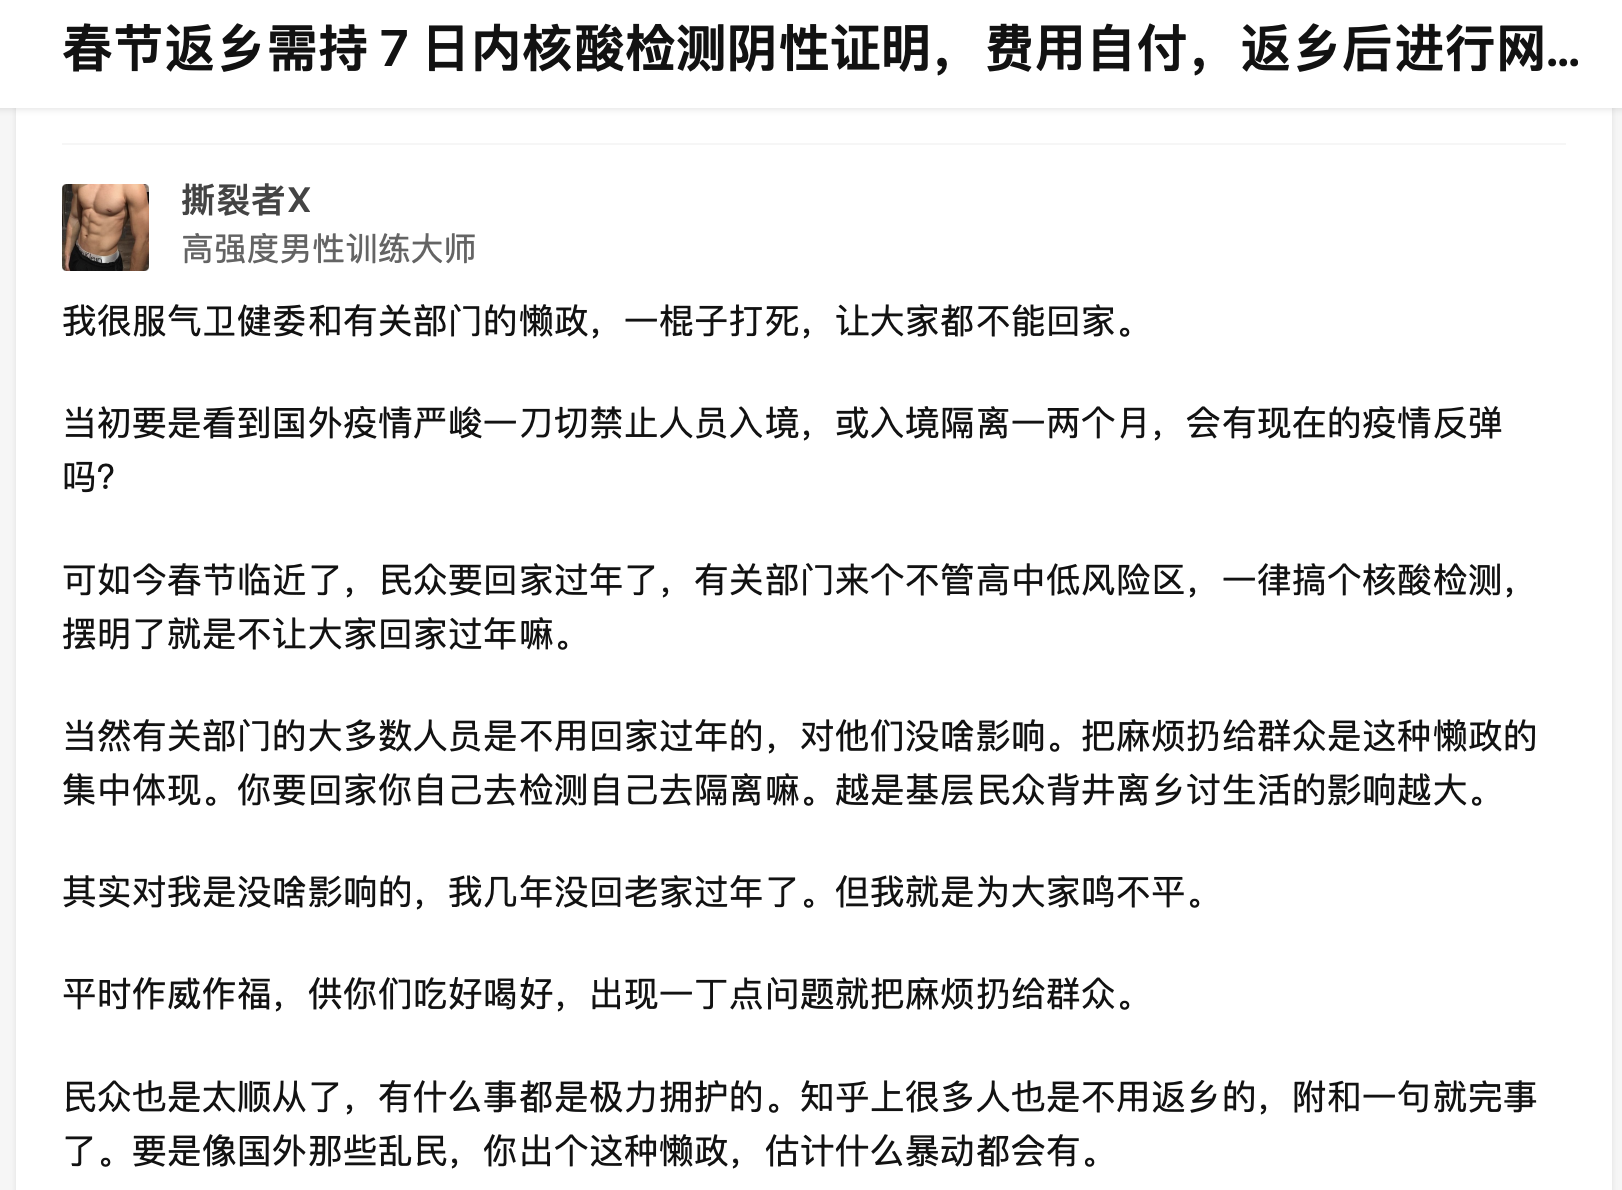 春节返乡需持 7 日内核酸检测阴性证明，费用自付，返乡后进行网...
撕裂者X
高强度男性训练大师
我很服气卫健委和有关部门的懒政，一棍子打死，让大家都不能回家。
当初要是看到国外疫情严峻一刀切禁止人员入境，或入境隔离一两个月，会有现在的疫情反弹
吗?
可如今春节临近了，民众要回家过年了，有关部门来个不管高中低风险区，一律搞个核酸检测，
摆明了就是不让大家回家过年嘛。
当然有关部门的大多数人员是不用回家过年的，对他们没啥影响。把麻烦扔给群众是这种懒政的
集中体现。你要回家你自己去检测自己去隔离嘛。越是基层民众背井离乡讨生活的影响越大。
其实对我是没啥影响的，我几年没回老家过年了。但我就是为大家鸣不平。
平时作威作福，供你们吃好喝好，出现一丁点问题就把麻烦扔给群众。
民众也是太顺从了，有什么事都是极力拥护的。知乎上很多人也是不用返乡的，附和一句就完事
了。要是像国外那些乱民，你出个这种懒政，估计什么暴动都会有。